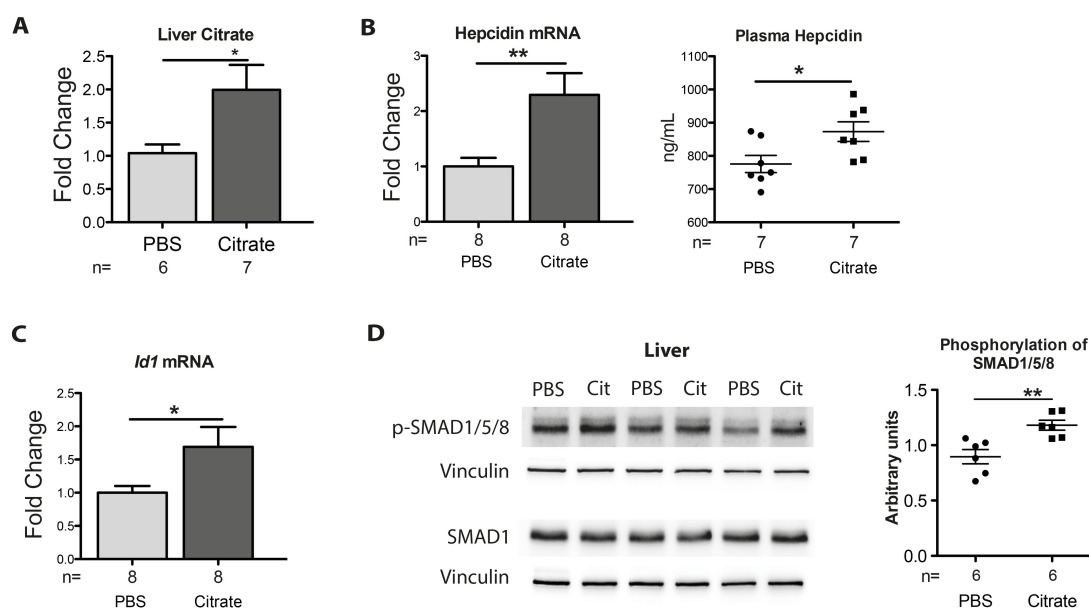 A
Liver Citrate
*
Fold Change
2.5
2.0
1.5
1.0
0.5
0.0
PBS Citrate
n= 6 7
B
Hepcidin mRNA
**
Fold Change
3
2
1
0
n= 8 8
PBS Citrate
Plasma Hepcidin
*
ng/mL
1100
1000
900
800
700
600
n= 7 7
PBS Citrate
C
Id1 mRNA
*
Fold Change
2.5
2.0
1.5
1.0
0.5
0.0
n= 8 8
PBS Citrate
D
Liver
PBS Cit PBS Cit PBS Cit
p-SMAD1/5/8
Vinculin
SMAD1
Vinculin
Phosphorylation of
SMAD1/5/8
**
Arbitrary units
1.5
1.0
0.5
0.0
n= 6 6
PBS Citrate